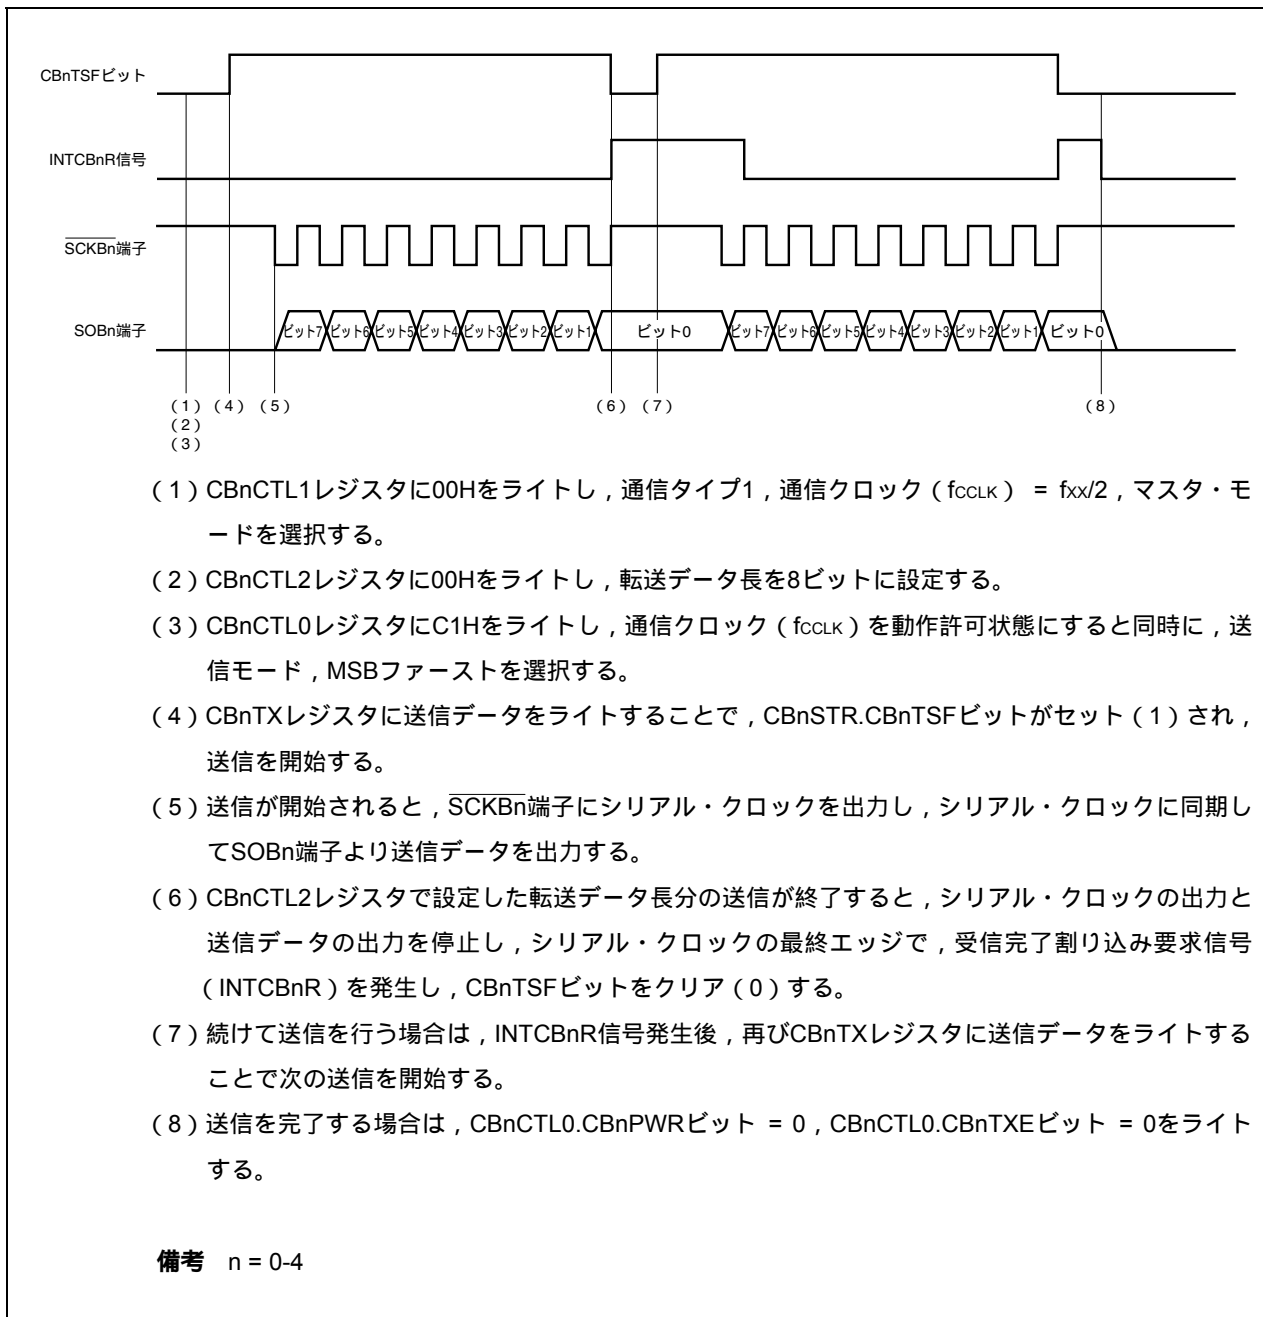 CBnTSFビット
INTCBnR信号
SCKBn端子
SOBn端子
ビット7 ビット6 ビット5 ビット4 ビット3 ビット2 ビット1 ビット0 ビット7 ビット6 ビット5 ビット4 ビット3 ビット2 ビット1 ビット0
（1）（4）（5）（6）（7）（8）
（2）
（3）
（1）CBnCTL1レジスタに00Hをライトし，通信タイプ1，通信クロック（fCCLK） = fXX/2，マスタ・モ
ードを選択する。
（2）CBnCTL2レジスタに00Hをライトし，転送データ長を8ビットに設定する。
（3）CBnCTL0レジスタにC1Hをライトし，通信クロック（fCCLK）を動作許可状態にすると同時に，送
信モード，MSBファーストを選択する。
（4）CBnTXレジスタに送信データをライトすることで，CBnSTR.CBnTSFビットがセット（1）され，
送信を開始する。
（5）送信が開始されると，SCKBn端子にシリアル・クロックを出力し，シリアル・クロックに同期し
てSOBn端子より送信データを出力する。
（6）CBnCTL2レジスタで設定した転送データ長分の送信が終了すると，シリアル・クロックの出力と
送信データの出力を停止し，シリアル・クロックの最終エッジで，受信完了割り込み要求信号
（INTCBnR）を発生し，CBnTSFビットをクリア（0）する。
（7）続けて送信を行う場合は，INTCBnR信号発生後，再びCBnTXレジスタに送信データをライトする
ことで次の送信を開始する。
（8）送信を完了する場合は，CBnCTL0.CBnPWRビット = 0，CBnCTL0.CBnTXEビット = 0をライト
する。
備考 n = 0-4